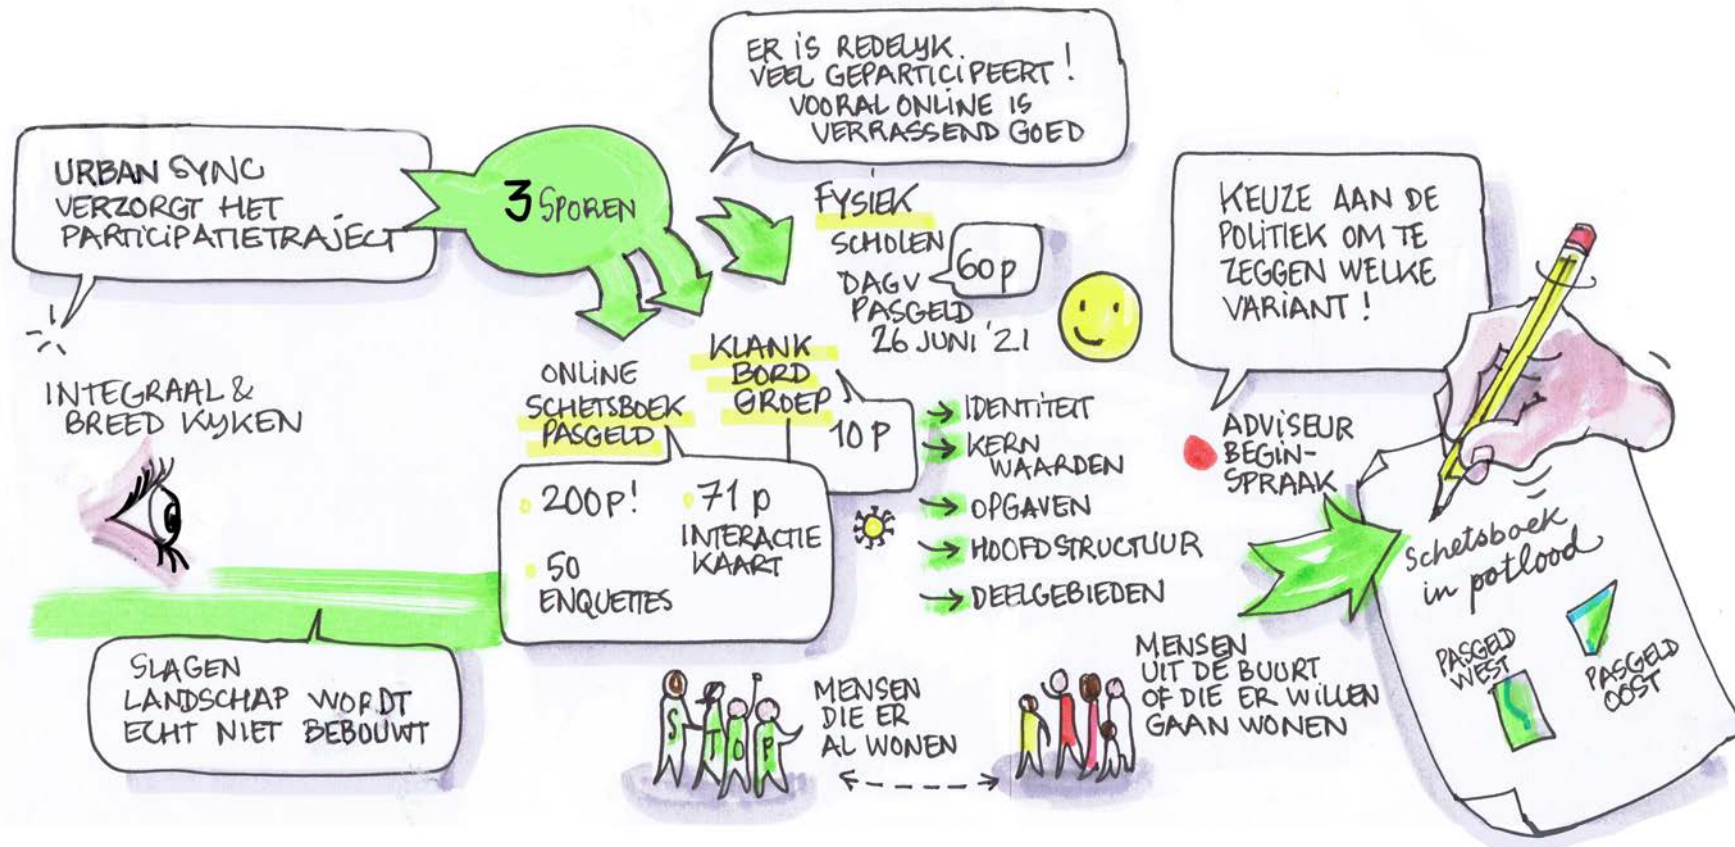 URBAN SYNC
VERZORGT HET
PARTICIPATIETRAJECT
3 SPOREN
ER IS REDELYK
VEEL GEPARTICIPEERT!
VOORAL ONLINE IS
VERRASSEND GOED
FYSIEK
SCHOLEN
DAG V
PASGELD
26 JUNI '21
60 p
KLANK
BORD
GROEP
10 P
ONLINE
SCHETSBOEK
PASGELD
200 p!
71 p
INTERACTIE
KAART
50
ENQUETTES
INTEGRAAL &
BREED KYKEN
SLAGEN
LANDSCHAP WORDT
ECHT NIET BEBOUWT
→ IDENTITEIT
→ KERN
WAARDEN
→ OPGAVEN
→ HOOFDSTRUCTUUR
→ DEELGEBIEDEN
STOP
MENSEN
DIE ER
AL WONEN
MENSEN
UIT DE BUURT
OF DIE ER WILLEN
GAAN WONEN
KEUZE AAN DE
POLITIEK OM TE
ZEGGEN WELKE
VARIANT!
ADVISEUR
BEGIN-
SPRAAK
Schetsboek
in potlood
PASGELD
WEST
PASGELD
OOST